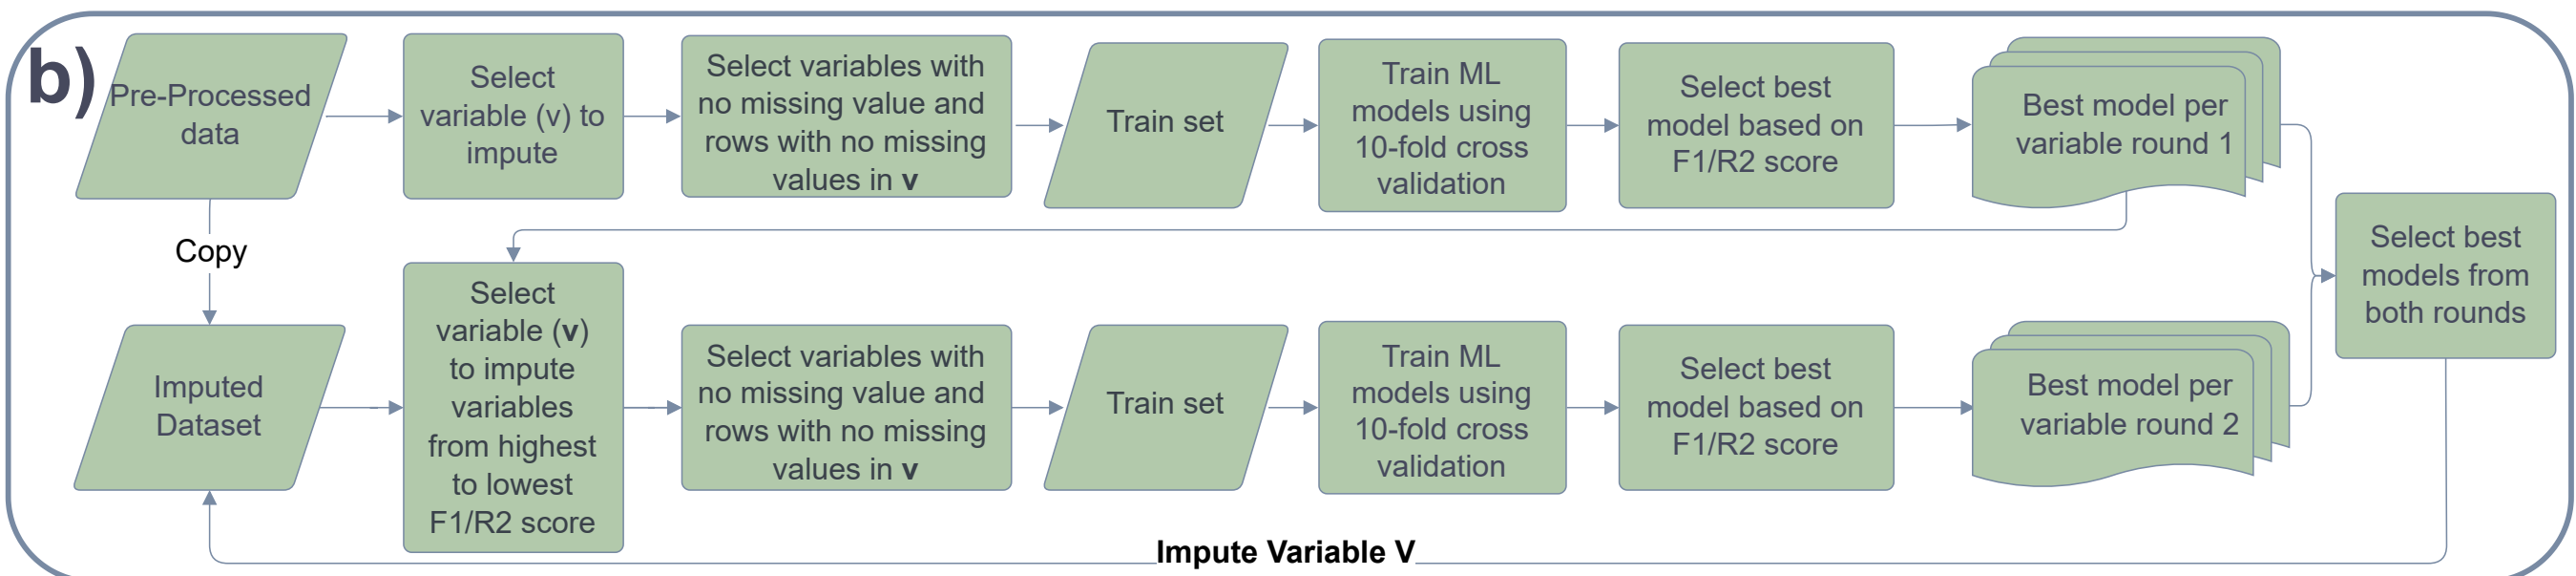 b)
Pre-Processed
data
Select
variable (v) to
impute
Select variables with
no missing value and
rows with no missing
values in v
Train set
Train ML
models using
10-fold cross
validation
Select best
model based on
F1/R2 score
Best model per
variable round 1
Copy
Select best
models from
both rounds
Imputed
Dataset
Select
variable (v)
to impute
variables
from highest
to lowest
F1/R2 score
Select variables with
no missing value and
rows with no missing
values in v
Train set
Train ML
models using
10-fold cross
validation
Select best
model based on
F1/R2 score
Best model per
variable round 2
Impute Variable V